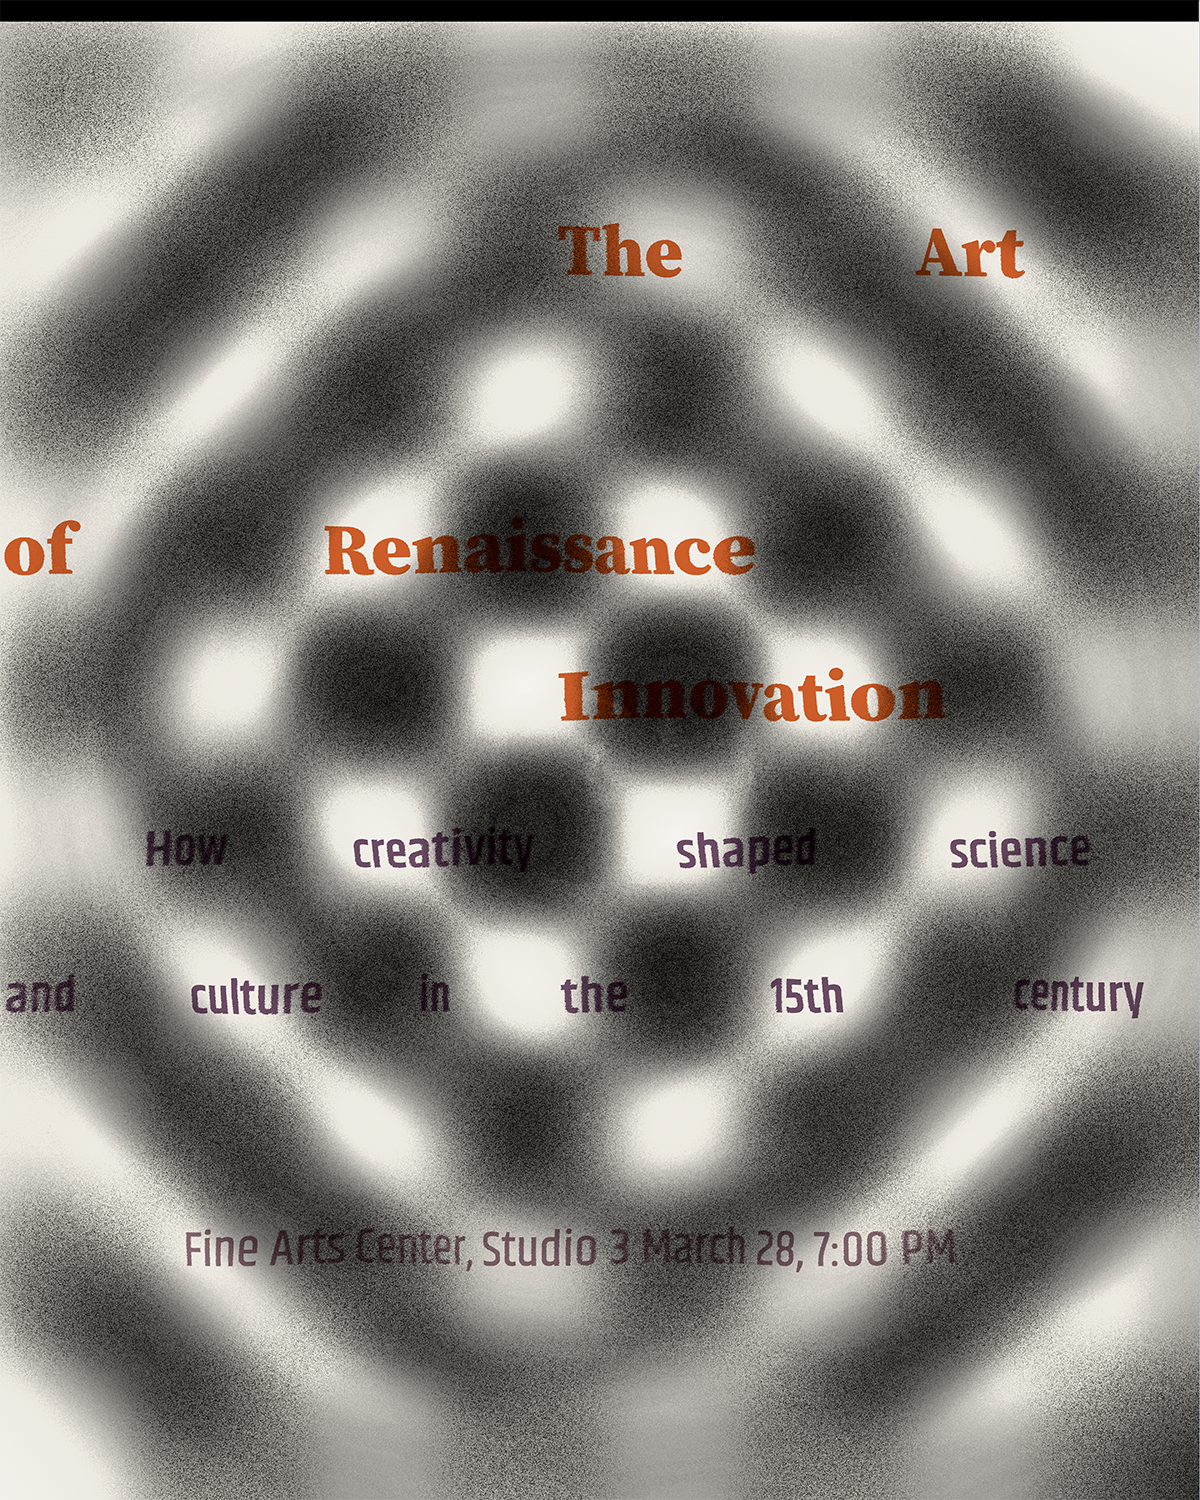 The Art
of Renaissance
Innovation
How creativity shaped science
and culture in the 15th century
Fine Arts Center, Studio 3 March 28, 7:00 PM